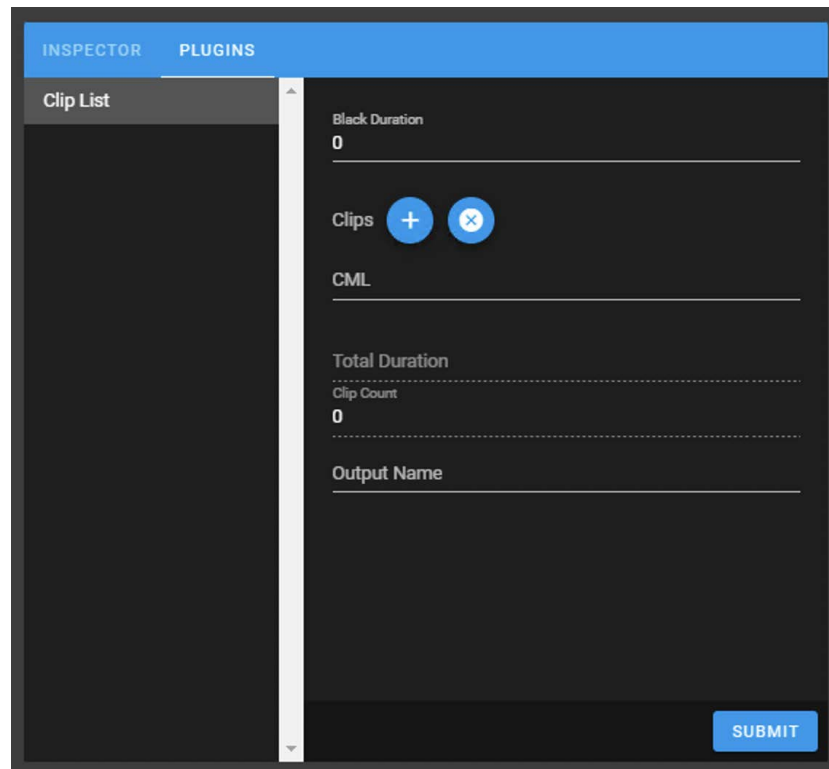 INSPECTOR PLUGINS
Clip List
Black Duration
0
Clips
CML
Total Duration
Clip Count
0
Output Name
SUBMIT